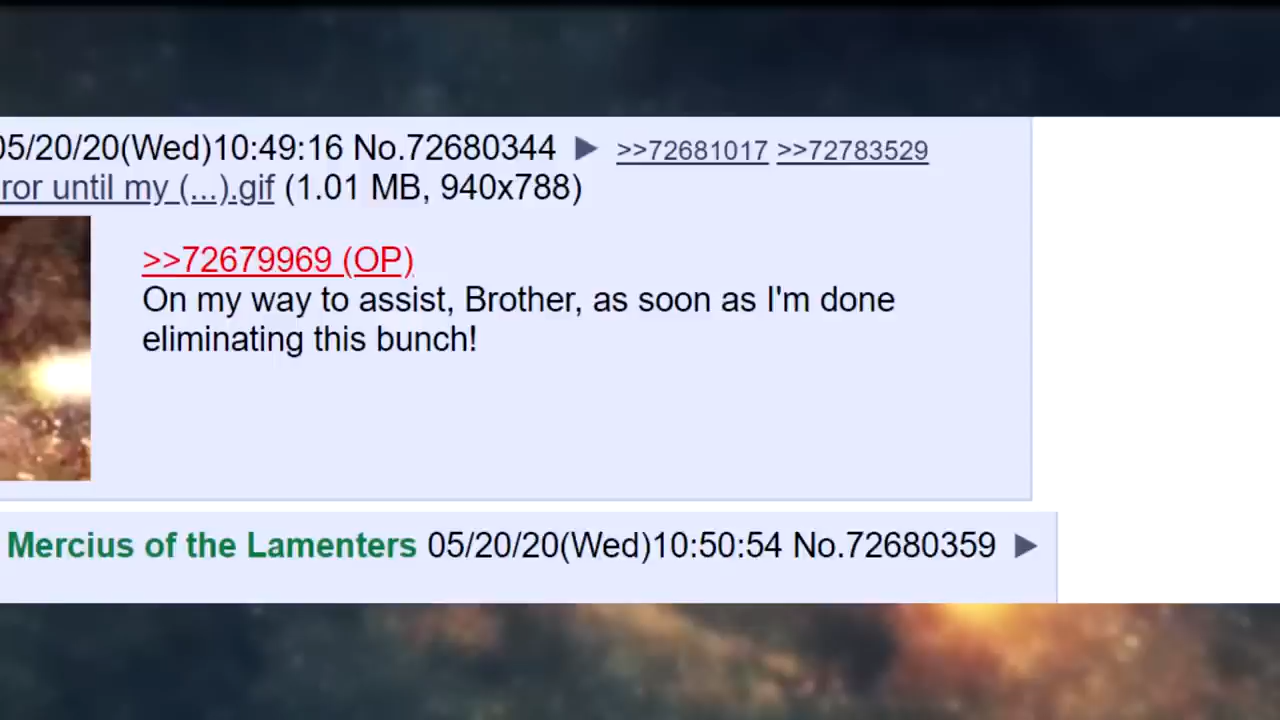 05/20/20(Wed)10:49:16 No.72680344 ▶ >>72681017 >>72783529
ror until my (...).gif (1.01 MB, 940x788)
>>72679969 (OP)
On my way to assist, Brother, as soon as I'm done
eliminating this bunch!
Mercius of the Lamenters 05/20/20(Wed)10:50:54 No.72680359 ▶